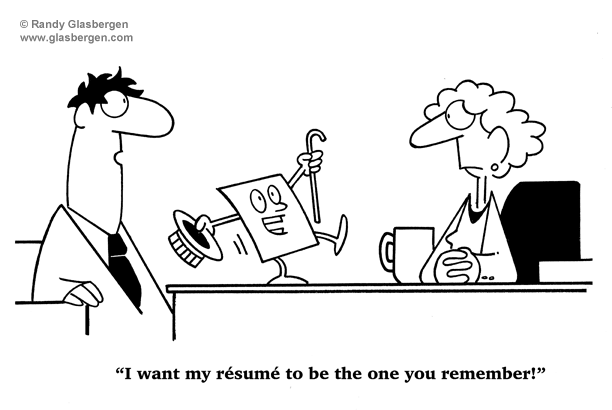 © Randy Glasbergen
www.glasbergen.com
“I want my résumé to be the one you remember!”